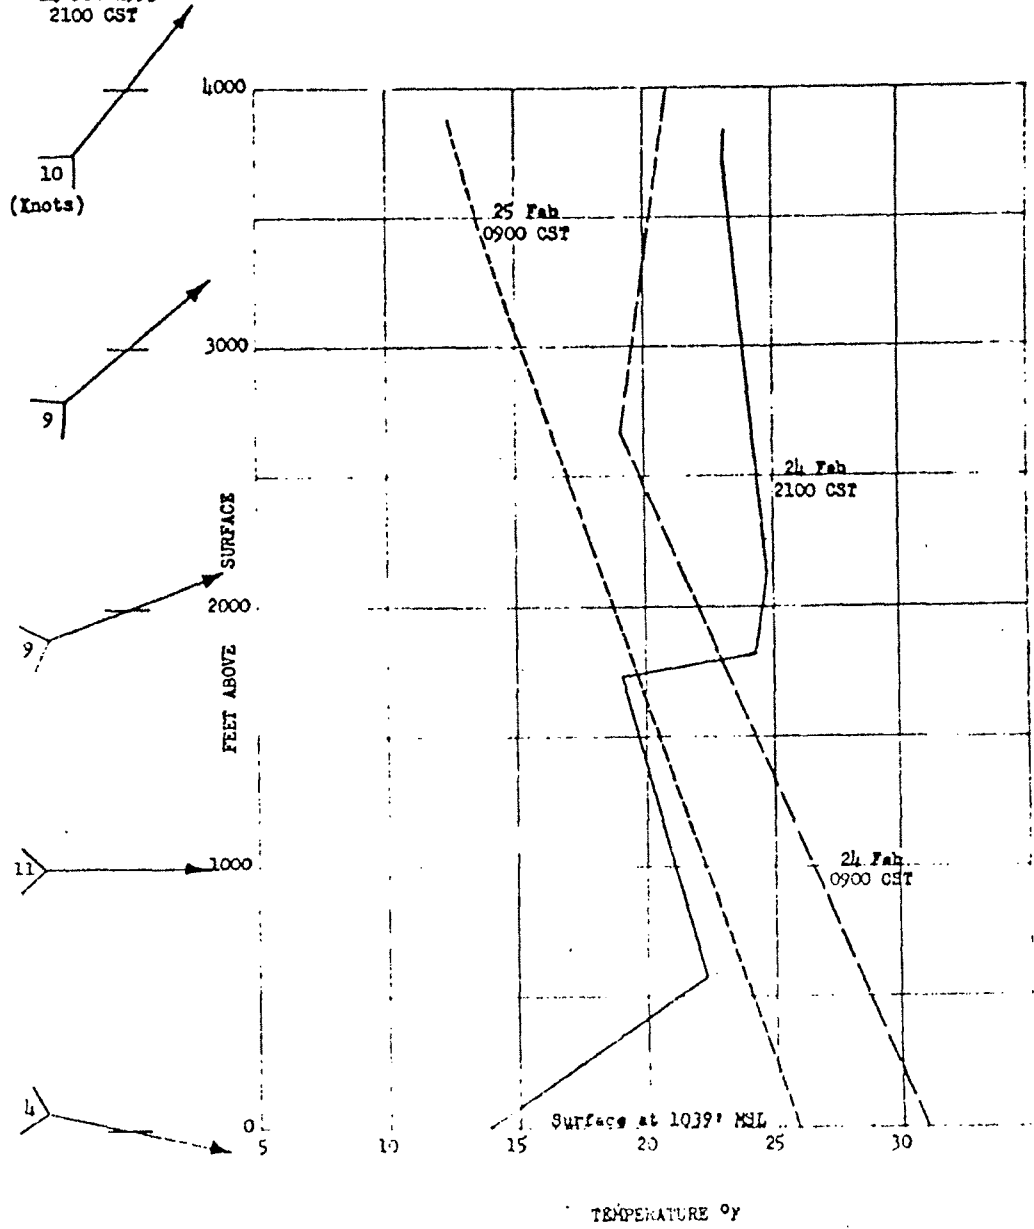 2100 CST
4000
10
(Knots)
25 Feb
0900 CST
3000
9
24 Feb
2100 CST
FEET ABOVE SURFACE
2000
9
1000
11
24 Feb
0900 CST
4
0
Surface at 1039' MSL
5 10 15 20 25 30
TEMPERATURE °F